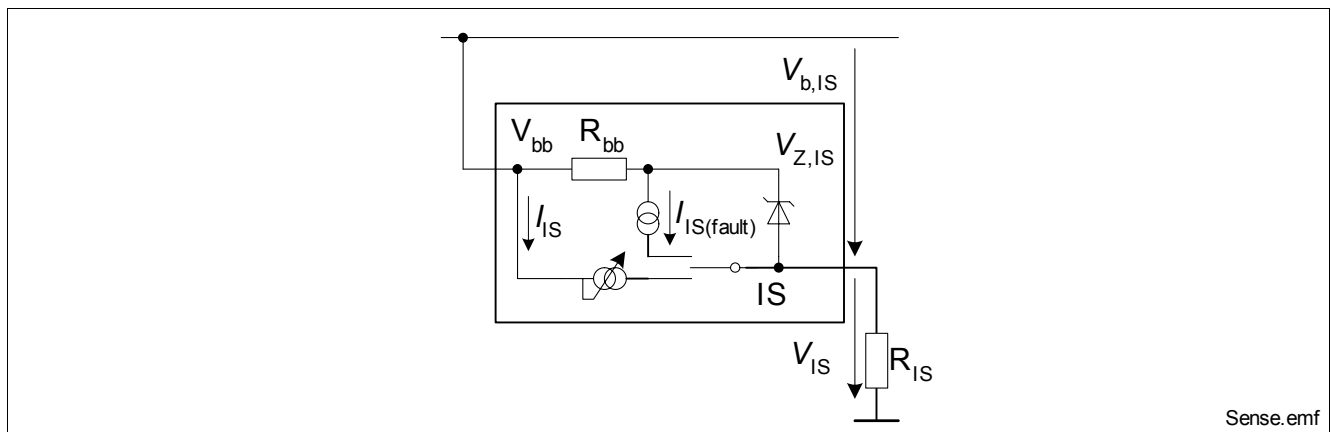 V_b,IS
V_bb R_bb V_Z,IS
I_IS I_IS(fault)
IS
V_IS R_IS
Sense.emf